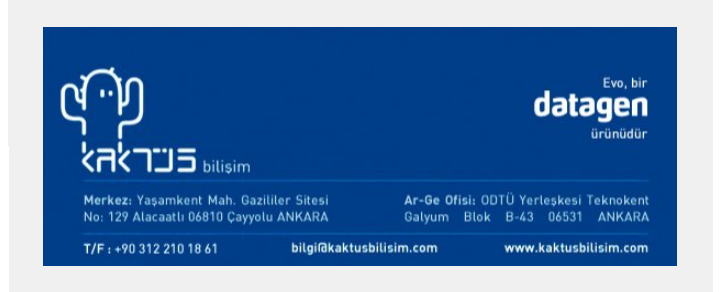 Evo, bir
datagen
ürünüdür
kaktüs bilişim
Merkez: Yaşamkent Mah. Gazililer Sitesi
No: 129 Alacaatlı 06810 Çayyolu ANKARA
Ar-Ge Ofisi: ODTÜ Yerleşkesi Teknokent
Galyum Blok B-43 06531 ANKARA
T/F : +90 312 210 18 61
bilgi@kaktusbilisim.com
www.kaktusbilisim.com